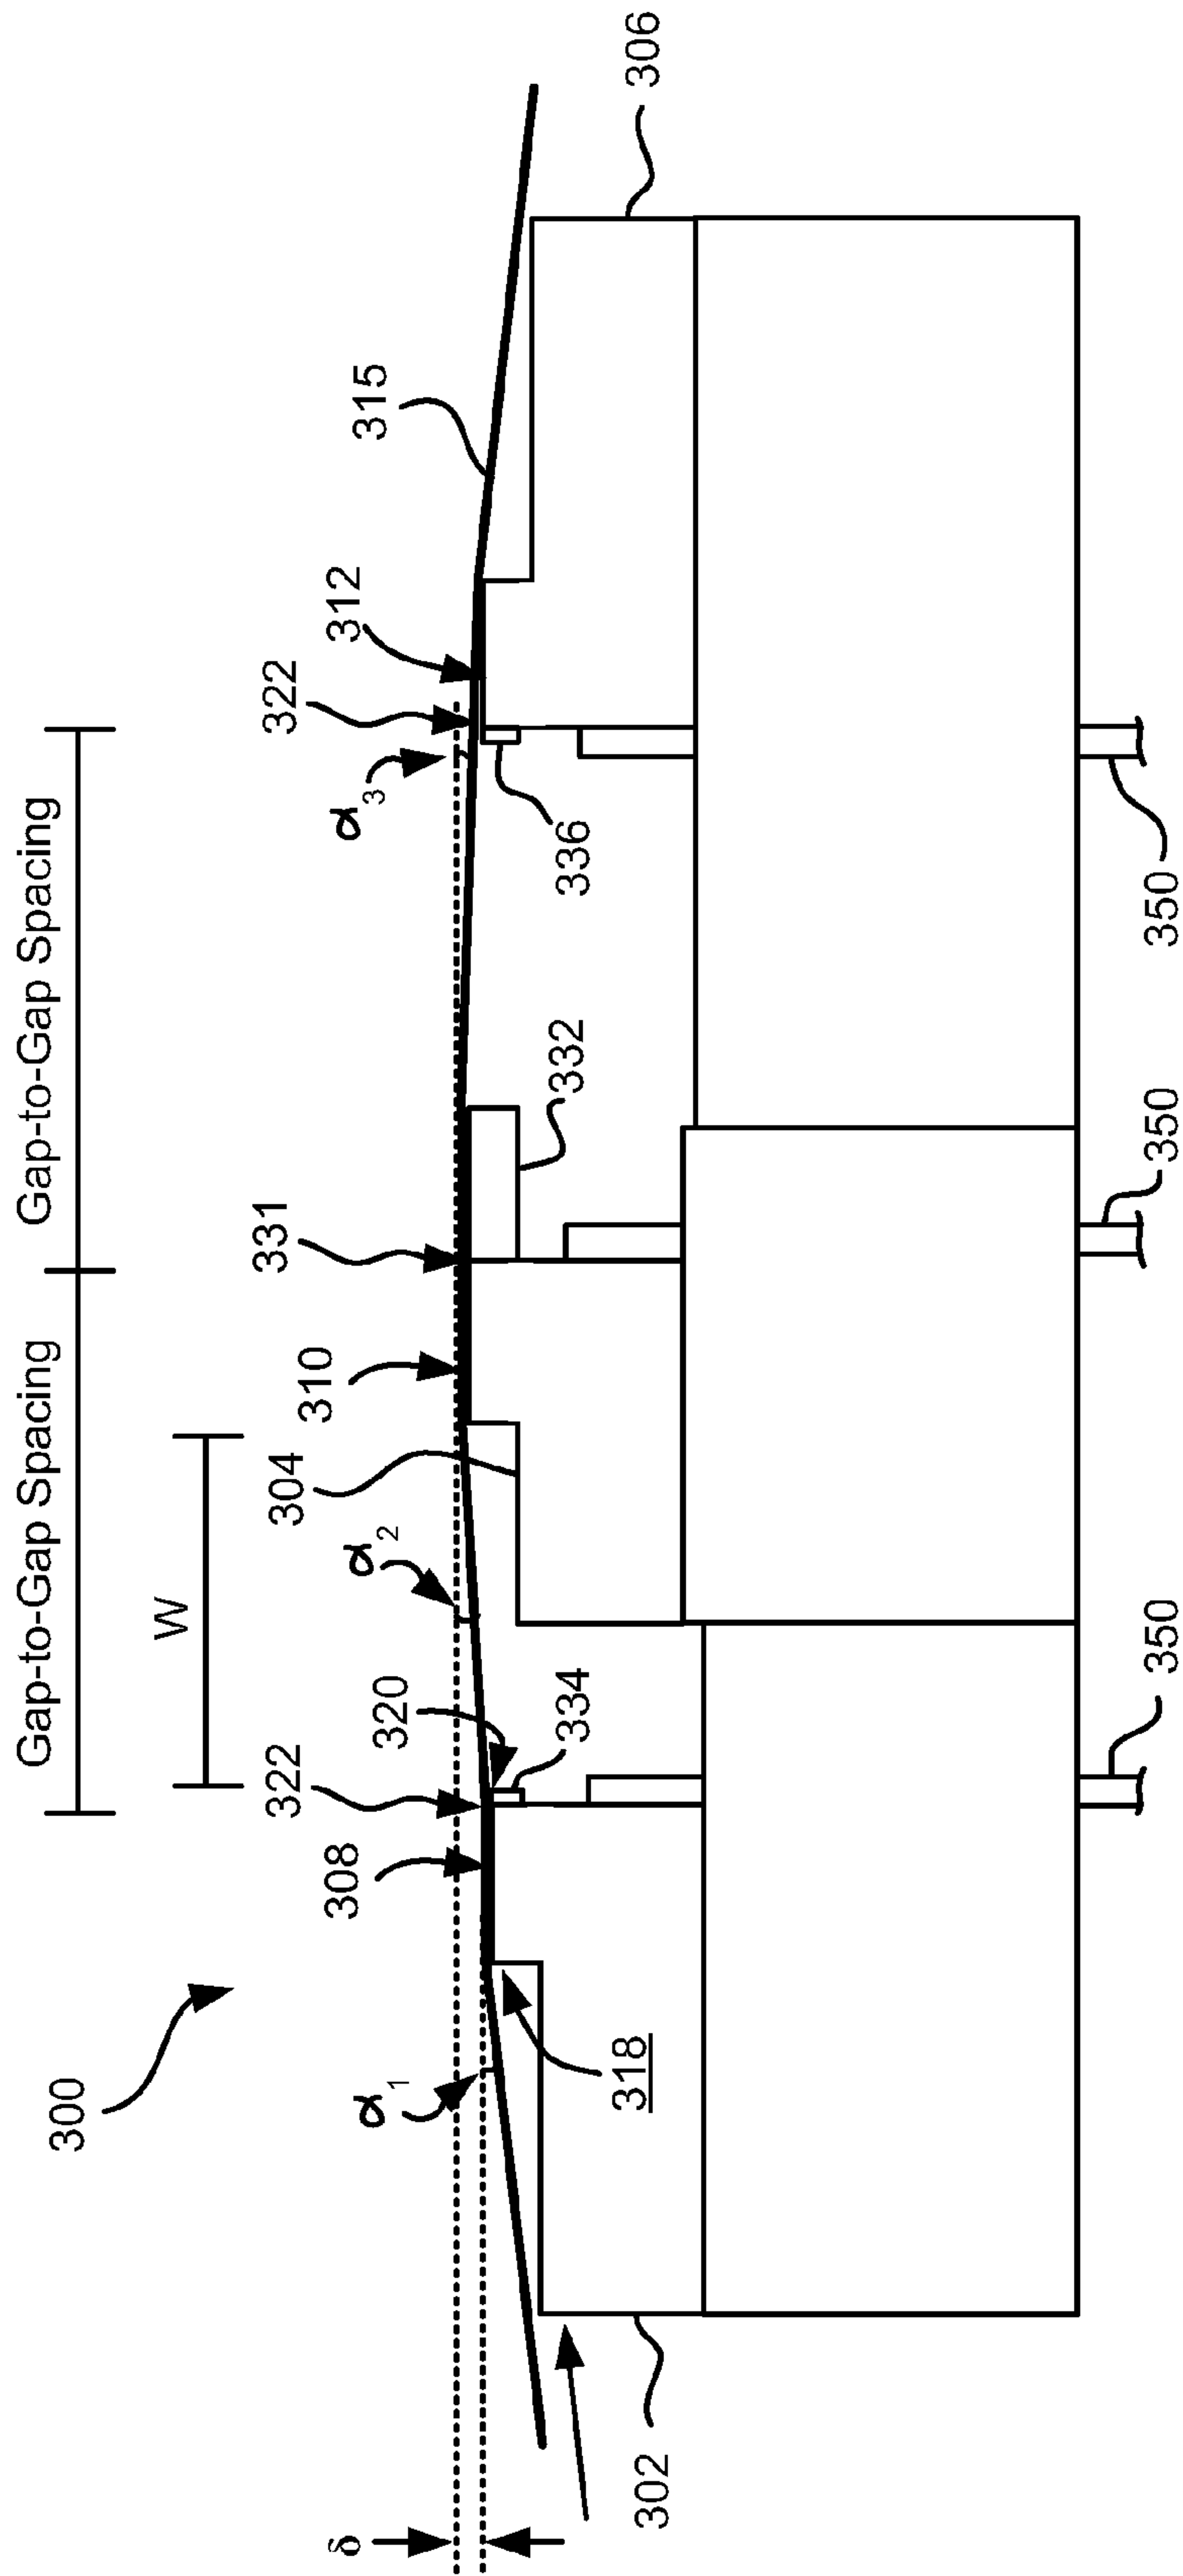 Gap-to-Gap Spacing
Gap-to-Gap Spacing
W
300
322
331
322
304
310
308
312
δ
α1
α2
α3
320
315
318
334
332
336
302
306
350
350
350